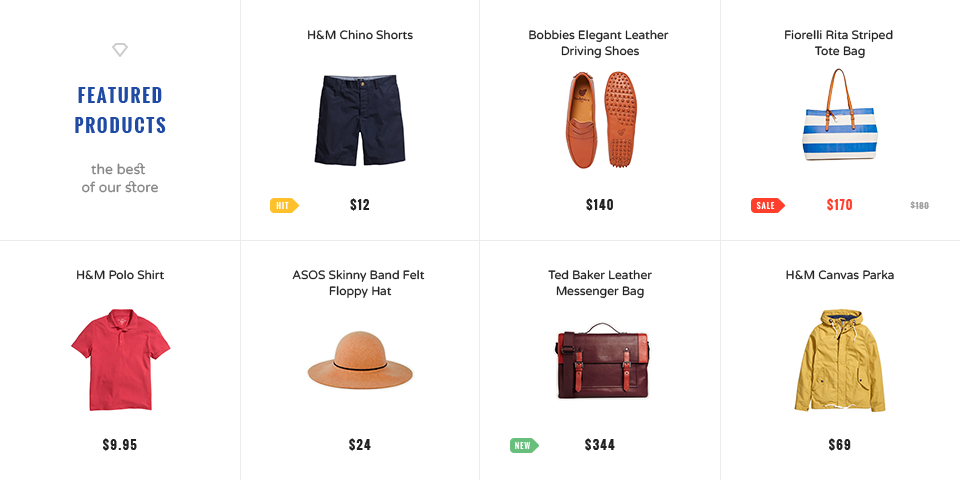 FEATURED
PRODUCTS
the best
of our store
H&M Chino Shorts
HIT
$12
Bobbies Elegant Leather
Driving Shoes
$140
Fiorelli Rita Striped
Tote Bag
SALE
$170
$180
H&M Polo Shirt
$9.95
ASOS Skinny Band Felt
Floppy Hat
$24
Ted Baker Leather
Messenger Bag
NEW
$344
H&M Canvas Parka
$69